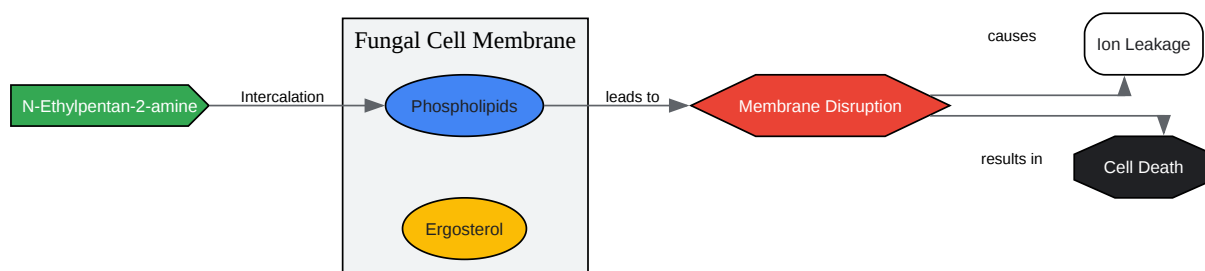 Fungal Cell Membrane
N-Ethylpentan-2-amine
Intercalation
Phospholipids
leads to
Membrane Disruption
causes
Ion Leakage
results in
Cell Death
Ergosterol